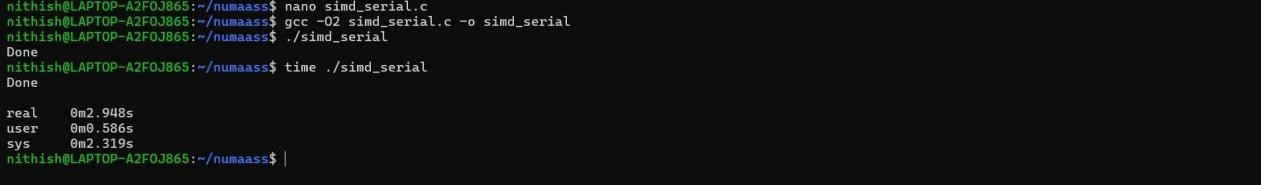 nithish@LAPTOP-A2FOJ865:~/numaass$ nano simd_serial.c
nithish@LAPTOP-A2FOJ865:~/numaass$ gcc -O2 simd_serial.c -o simd_serial
nithish@LAPTOP-A2FOJ865:~/numaass$ ./simd_serial
Done
nithish@LAPTOP-A2FOJ865:~/numaass$ time ./simd_serial
Done
real    0m2.948s
user    0m0.586s
sys     0m2.319s
nithish@LAPTOP-A2FOJ865:~/numaass$